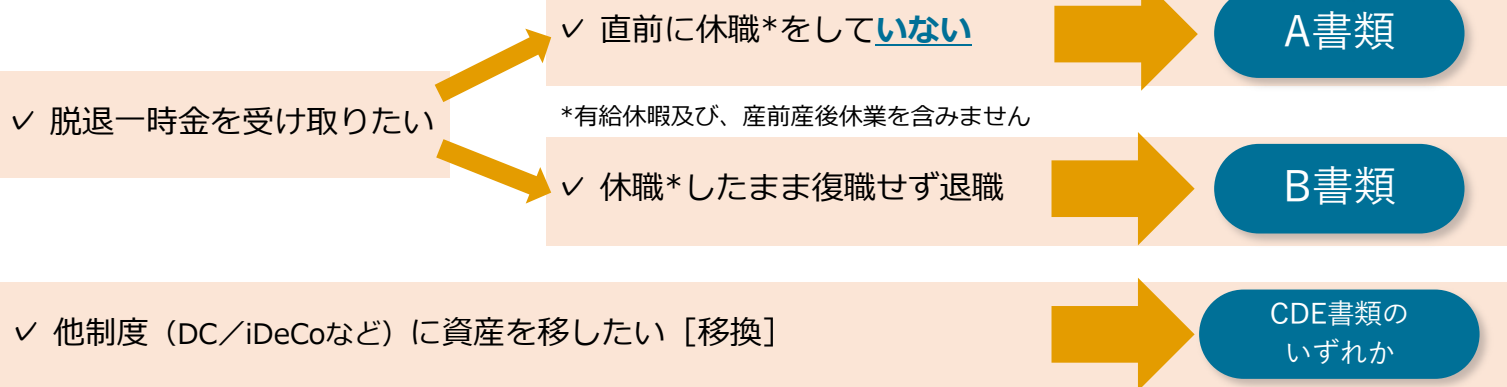 ✓ 直前に休職*をしていない
A書類
✓ 脱退一時金を受け取りたい
*有給休暇及び、産前産後休業を含みません
✓ 休職*したまま復職せず退職
B書類
✓ 他制度（DC／iDeCoなど）に資産を移したい［移換］
CDE書類の
いずれか